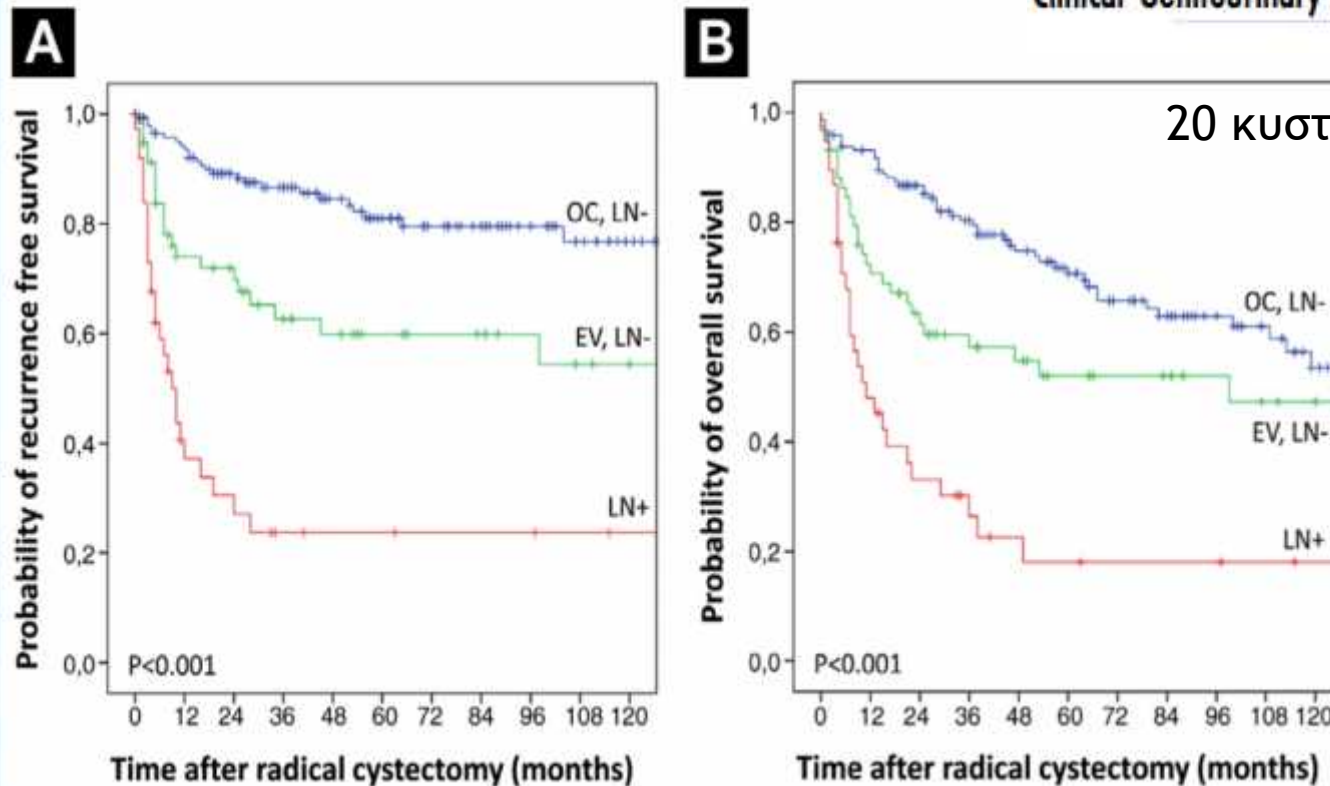 Clinical Genitourinary
A
B
20 κυστ
Probability of recurrence free survival
1,0
0,8
0,6
0,4
0,2
0,0
OC, LN-
EV, LN-
LN+
P<0.001
0 12 24 36 48 60 72 84 96 108 120
Time after radical cystectomy (months)
Probability of overall survival
1,0
0,8
0,6
0,4
0,2
0,0
OC, LN-
EV, LN-
LN+
P<0.001
0 12 24 36 48 60 72 84 96 108 120
Time after radical cystectomy (months)